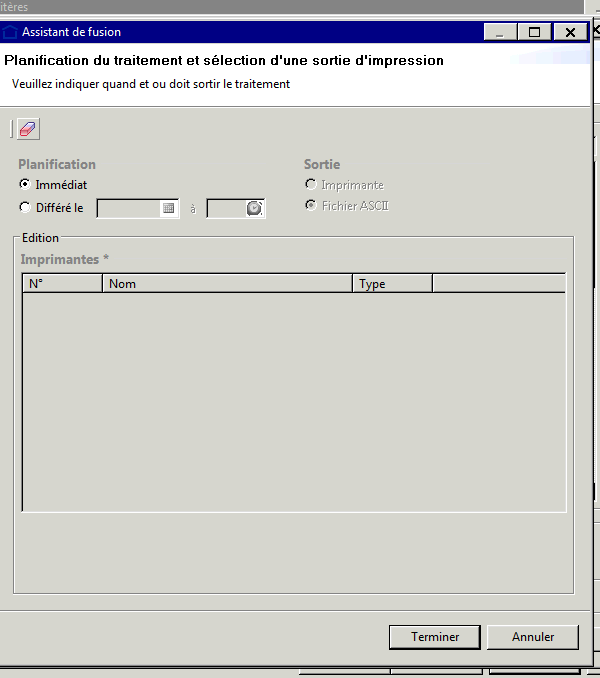 itères
Assistant de fusion
Planification du traitement et sélection d'une sortie d'impression
Veuillez indiquer quand et ou doit sortir le traitement
Planification
Sortie
Immédiat
Imprimante
Différé le
à
Fichier ASCII
Edition
Imprimantes *
N° Nom Type
Terminer Annuler